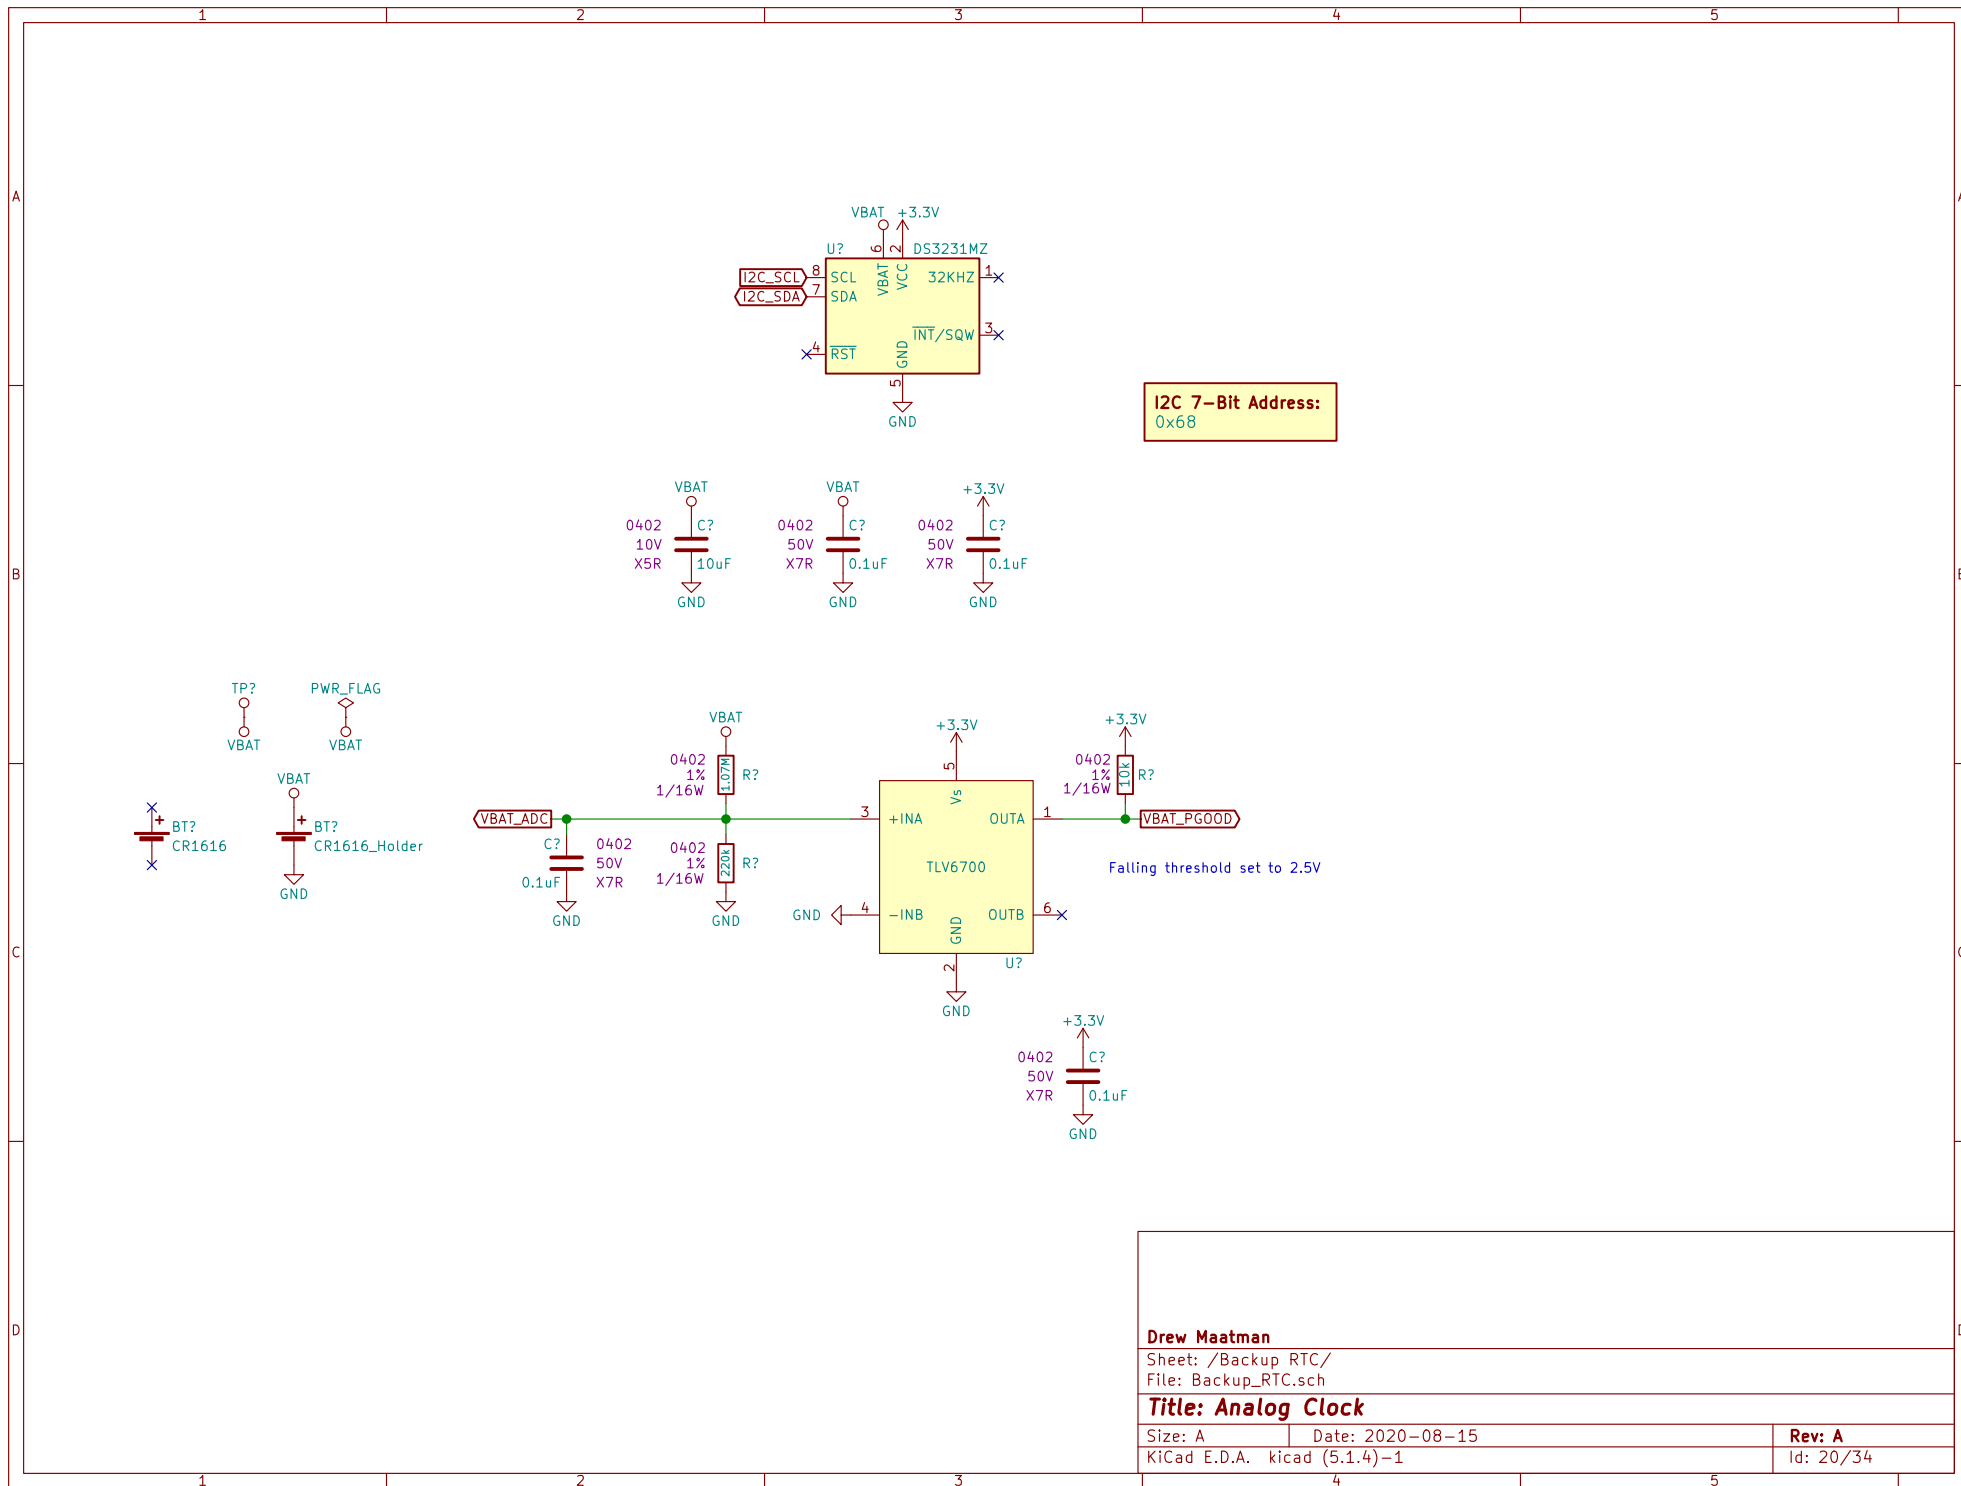 1 2 3 4 5
A
B
C
D
VBAT +3.3V
U? DS3231MZ
6 2
I2C_SCL 8 SCL VBAT VCC 32KHZ 1
I2C_SDA 7 SDA
INT/SQW 3
4 RST GND
5
GND
I2C 7-Bit Address:
0x68
VBAT
0402 C?
10V
X5R 10uF
GND
VBAT
0402 C?
50V
X7R 0.1uF
GND
+3.3V
0402 C?
50V
X7R 0.1uF
GND
TP?
VBAT
PWR_FLAG
VBAT
+
BT?
CR1616
VBAT
+
BT?
CR1616_Holder
GND
VBAT
0402
1% 1.07M R?
1/16W
VBAT_ADC
C? 0402
50V
0.1uF X7R
GND
0402
1% 220k R?
1/16W
GND
+3.3V
5
Vs
3 +INA OUTA 1
TLV6700
GND 4 -INB OUTB 6
GND
2
U?
GND
+3.3V
0402
1% 10k R?
1/16W
VBAT_PGOOD
Falling threshold set to 2.5V
+3.3V
0402 C?
50V
X7R 0.1uF
GND
Drew Maatman
Sheet: /Backup RTC/
File: Backup_RTC.sch
Title: Analog Clock
Size: A Date: 2020-08-15 Rev: A
KiCad E.D.A. kicad (5.1.4)-1 Id: 20/34
1 2 3 4 5